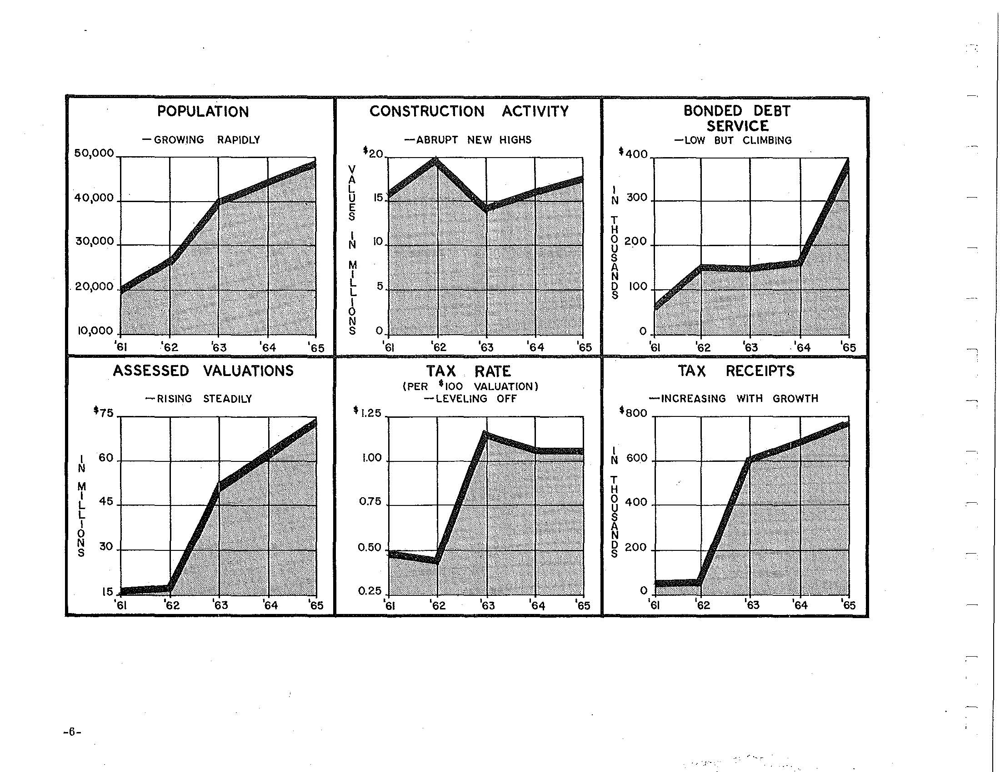 POPULATION
—GROWING RAPIDLY
50,000
40,000
30,000
20,000
10,000
'61 '62 '63 '64 '65
CONSTRUCTION ACTIVITY
—ABRUPT NEW HIGHS
VALUES IN MILLIONS
$20
15
10
5
0
'61 '62 '63 '64 '65
BONDED DEBT
SERVICE
—LOW BUT CLIMBING
IN THOUSANDS
$400
300
200
100
0
'61 '62 '63 '64 '65
ASSESSED VALUATIONS
—RISING STEADILY
IN MILLIONS
$75
60
45
30
15
'61 '62 '63 '64 '65
TAX RATE
(PER $100 VALUATION)
—LEVELING OFF
$1.25
1.00
0.75
0.50
0.25
'61 '62 '63 '64 '65
TAX RECEIPTS
—INCREASING WITH GROWTH
IN THOUSANDS
$800
600
400
200
0
'61 '62 '63 '64 '65
-6-